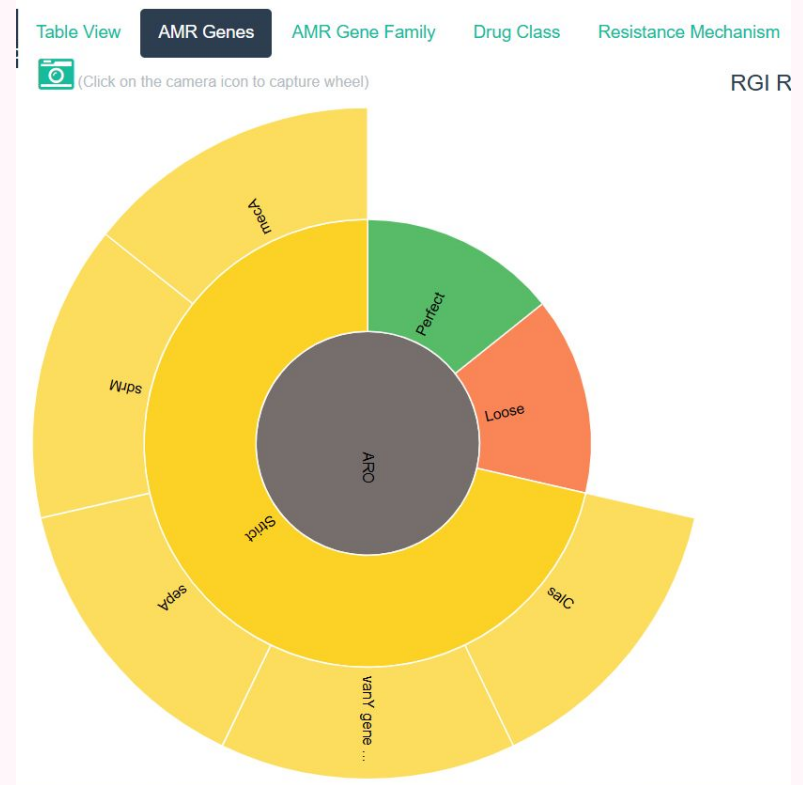 Table View AMR Genes AMR Gene Family Drug Class Resistance Mechanism
(Click on the camera icon to capture wheel)
RGI R
mecA
Perfect
sdrM
Loose
ARO
Strict
sepA
salC
vanY gene ...